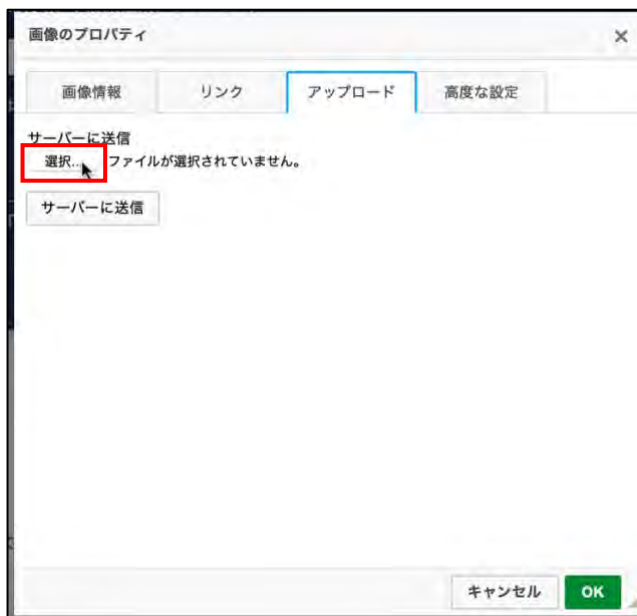 画像のプロパティ ×
画像情報 リンク アップロード 高度な設定
サーバーに送信
選択... ファイルが選択されていません。
サーバーに送信
キャンセル OK